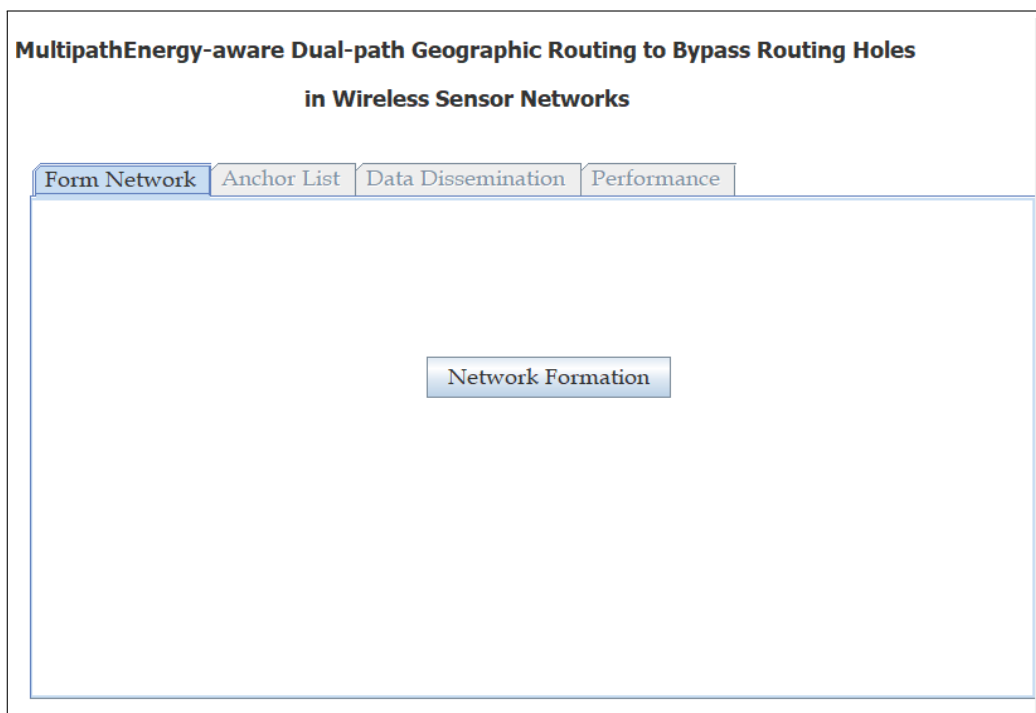 MultipathEnergy-aware Dual-path Geographic Routing to Bypass Routing Holes
in Wireless Sensor Networks
Form Network Anchor List Data Dissemination Performance
Network Formation